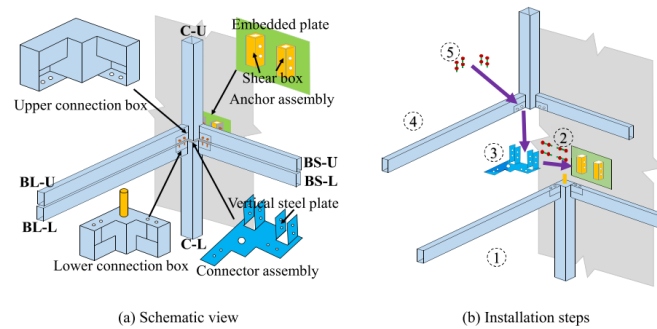 C-U
Embedded plate
Shear box
Anchor assembly
Upper connection box
BL-U
BL-L
BS-U
BS-L
Vertical steel plate
C-L
Lower connection box
Connector assembly
(a) Schematic view
5
4
2
3
1
(b) Installation steps